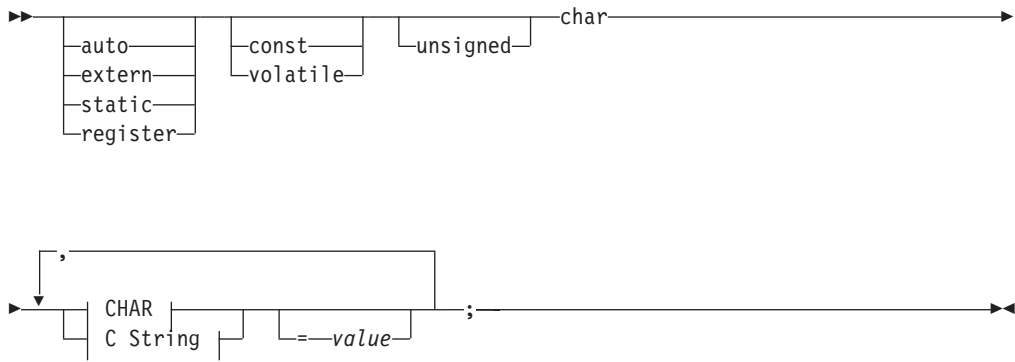 char
auto const unsigned
extern volatile
static
register
,
CHAR ;
C String = value